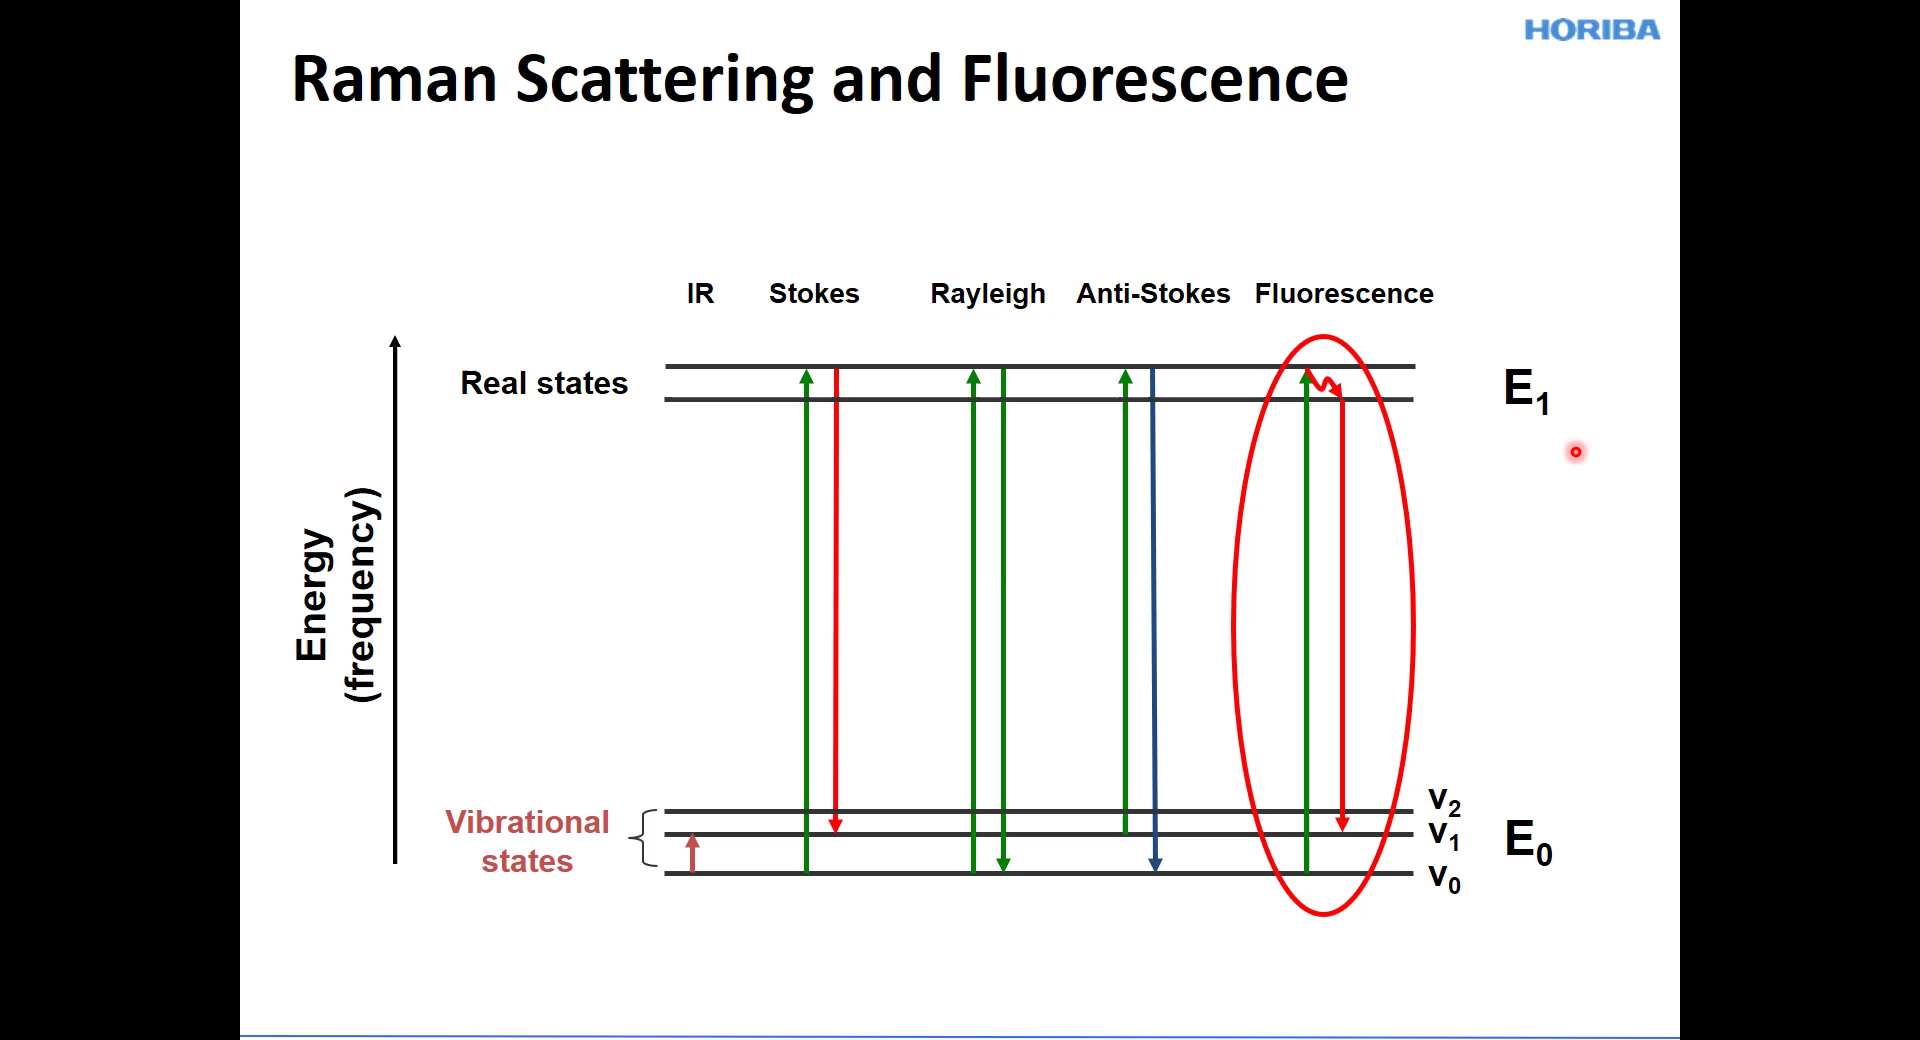 HORIBA
Raman Scattering and Fluorescence
IR Stokes Rayleigh Anti-Stokes Fluorescence
Real states
E₁
Energy
(frequency)
Vibrational
states
v₂
v₁
v₀
E₀